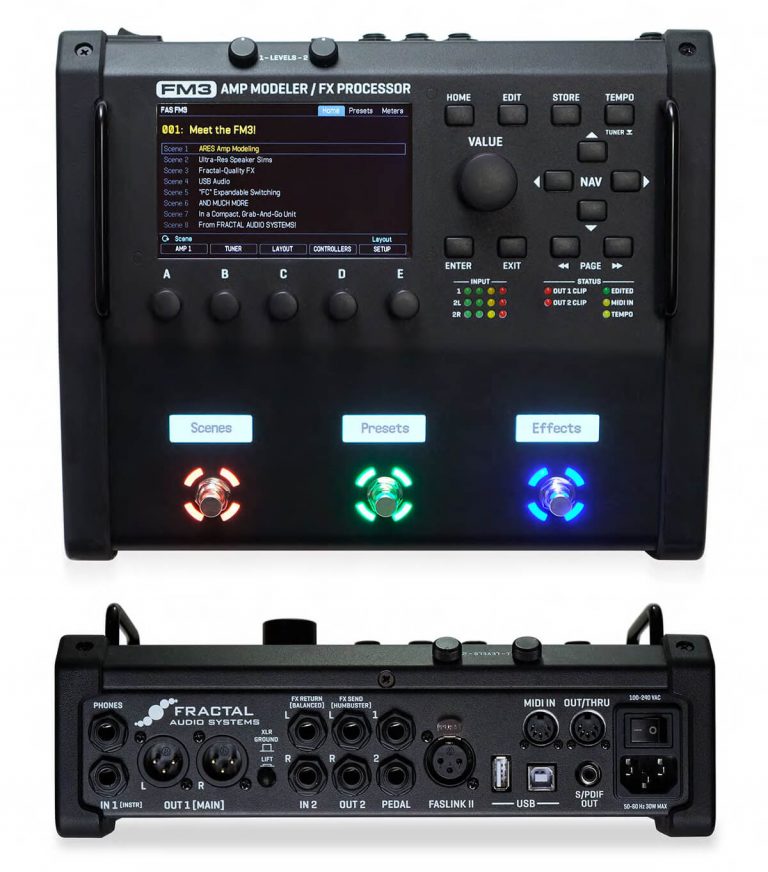 1 - LEVELS - 2
FM3 AMP MODELER / FX PROCESSOR
FAS FM3 Home Presets Meters
001: Meet the FM3!
Scene 1 ARES Amp Modeling
Scene 2 Ultra-Res Speaker Sims
Scene 3 Fractal-Quality FX
Scene 4 USB Audio
Scene 5 "FC" Expandable Switching
Scene 6 AND MUCH MORE
Scene 7 In a Compact, Grab-And-Go Unit
Scene 8 From FRACTAL AUDIO SYSTEMS!
Scene Layout
AMP 1 TUNER LAYOUT CONTROLLERS SETUP
A B C D E
HOME EDIT STORE TEMPO
TUNER
VALUE
NAV
ENTER EXIT PAGE
INPUT
1
2L
2R
STATUS
OUT 1 CLIP EDITED
OUT 2 CLIP MIDI IN
TEMPO
Scenes Presets Effects
1 - LEVELS - 2
PHONES
FRACTAL
AUDIO SYSTEMS
XLR
GROUND
LIFT
L R
IN 1 [INSTR] OUT 1 [MAIN]
FX RETURN
[BALANCED]
FX SEND
[HUMBUSTER]
L L 1
R R 2
IN 2 OUT 2 PEDAL
FASLINK II
MIDI IN OUT/THRU
USB
S/PDIF
OUT
100-240 VAC
50-60 Hz 30W MAX